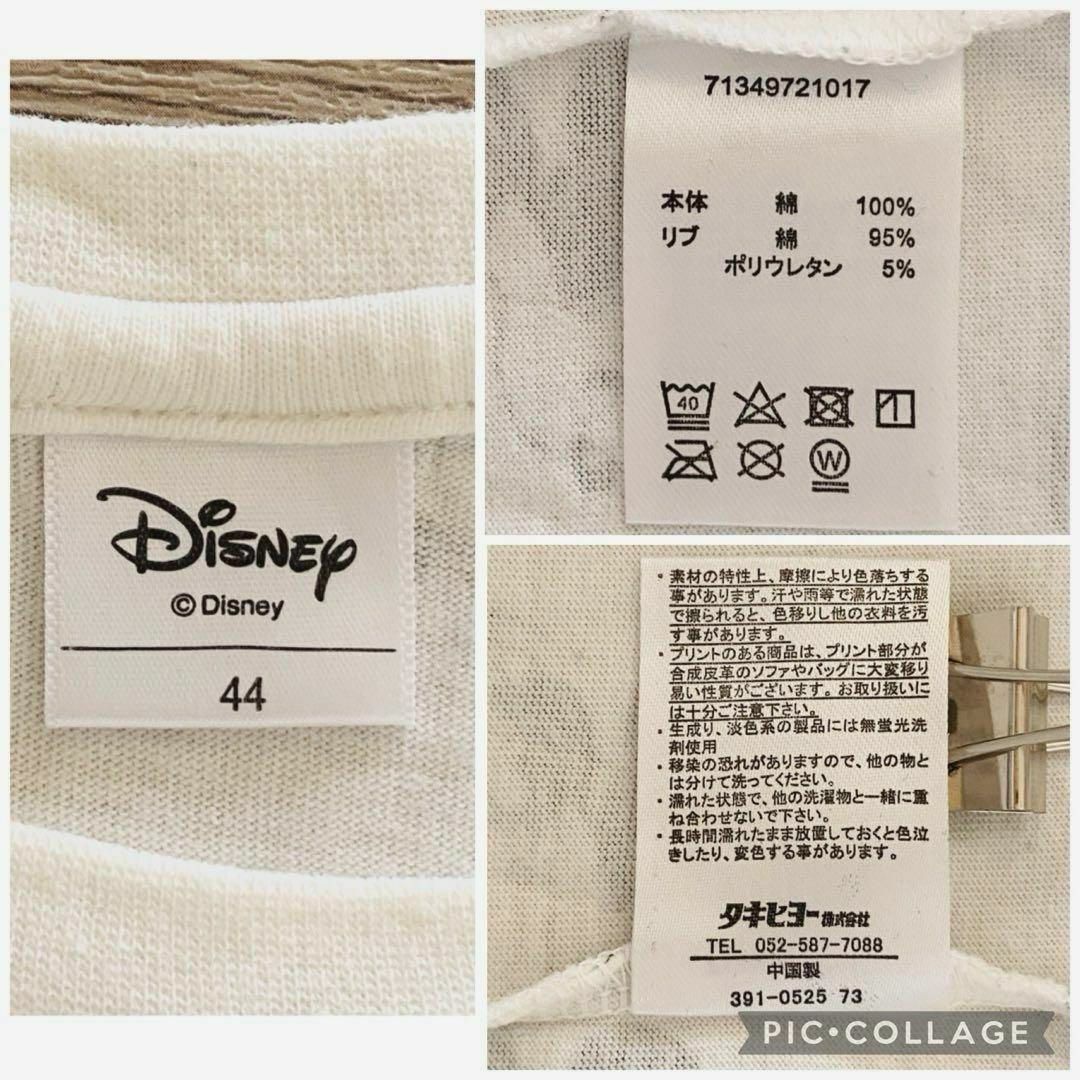 Disney
© Disney
44
71349721017
本体 綿 100%
リブ 綿 95%
ポリウレタン 5%
40
W
・素材の特性上、摩擦により色落ちする
事があります。汗や雨等で濡れた状態
で擦られると、色移りし他の衣料を汚
す事があります。
・プリントのある商品は、プリント部分が
合成皮革のソファやバッグに大変移り
易い性質がございます。お取り扱いに
は十分ご注意下さい。
・生成り、淡色系の製品には無蛍光洗
剤使用
・移染の恐れがありますので、他の物と
は分けて洗ってください。
・濡れた状態で、他の洗濯物と一緒に重
ね合わせないで下さい。
・長時間濡れたまま放置しておくと色泣
きしたり、変色する事があります。
タキヒヨー株式会社
TEL 052-587-7088
中国製
391-0525 73
PIC•COLLAGE